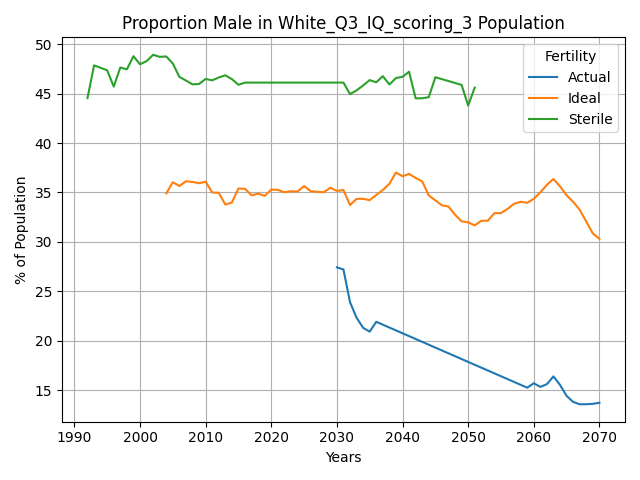 Proportion Male in White_Q3_IQ_scoring_3 Population
% of Population
50
45
40
35
30
25
20
15
Fertility
Actual
Ideal
Sterile
1990 2000 2010 2020 2030 2040 2050 2060 2070
Years